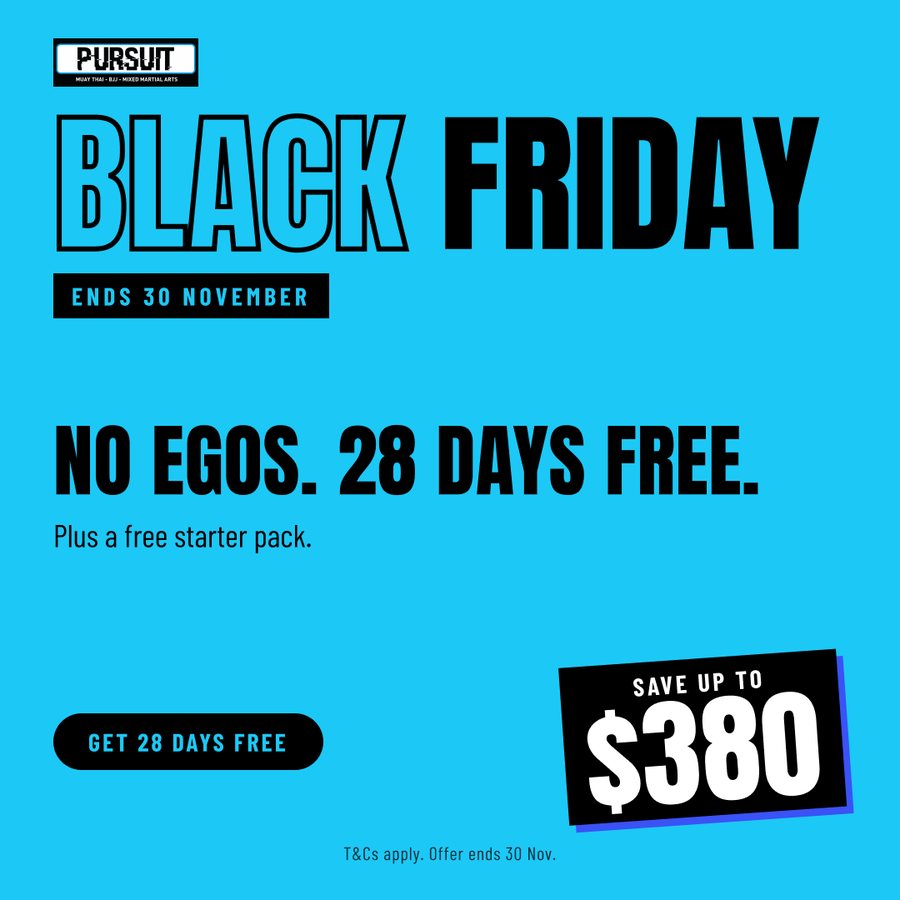 PURSUIT
MUAY THAI • BJJ • MIXED MARTIAL ARTS
BLACK FRIDAY
ENDS 30 NOVEMBER
NO EGOS. 28 DAYS FREE.
Plus a free starter pack.
SAVE UP TO
$380
GET 28 DAYS FREE
T&Cs apply. Offer ends 30 Nov.